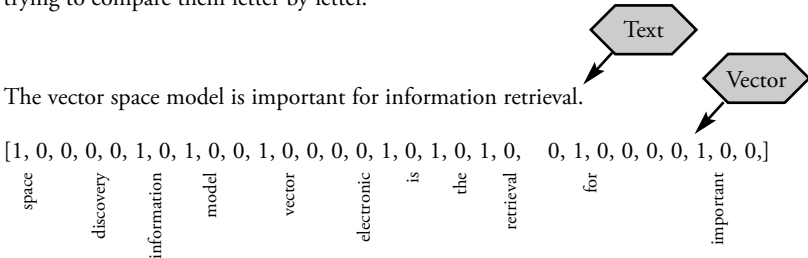 trying to compare them letter by letter.
Text
Vector
The vector space model is important for information retrieval.
[1, 0, 0, 0, 0, 1, 0, 1, 0, 0, 1, 0, 0, 0, 0, 1, 0, 1, 0, 1, 0, 0, 1, 0, 0, 0, 0, 1, 0, 0,]
space
discovery
information
model
vector
electronic
is
the
retrieval
for
important